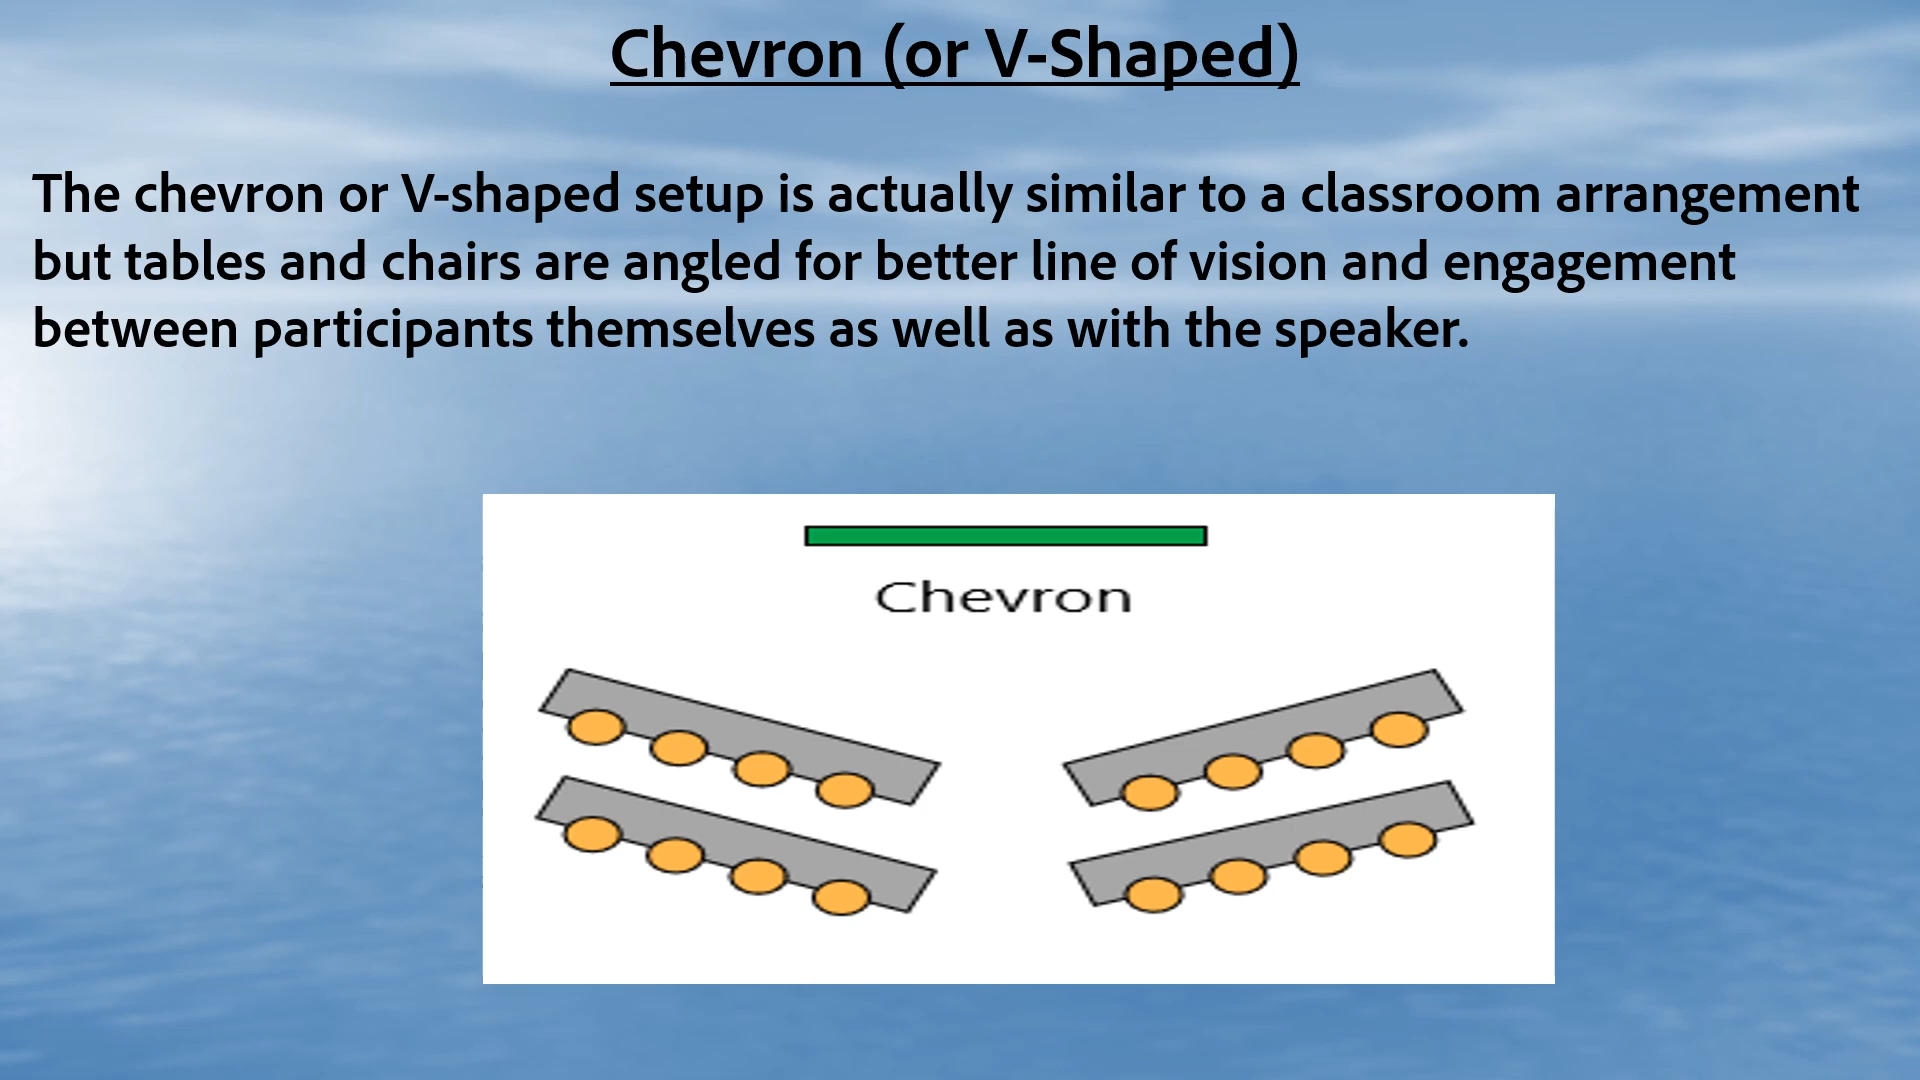 Chevron (or V-Shaped)
The chevron or V-shaped setup is actually similar to a classroom arrangement
but tables and chairs are angled for better line of vision and engagement
between participants themselves as well as with the speaker.
Chevron